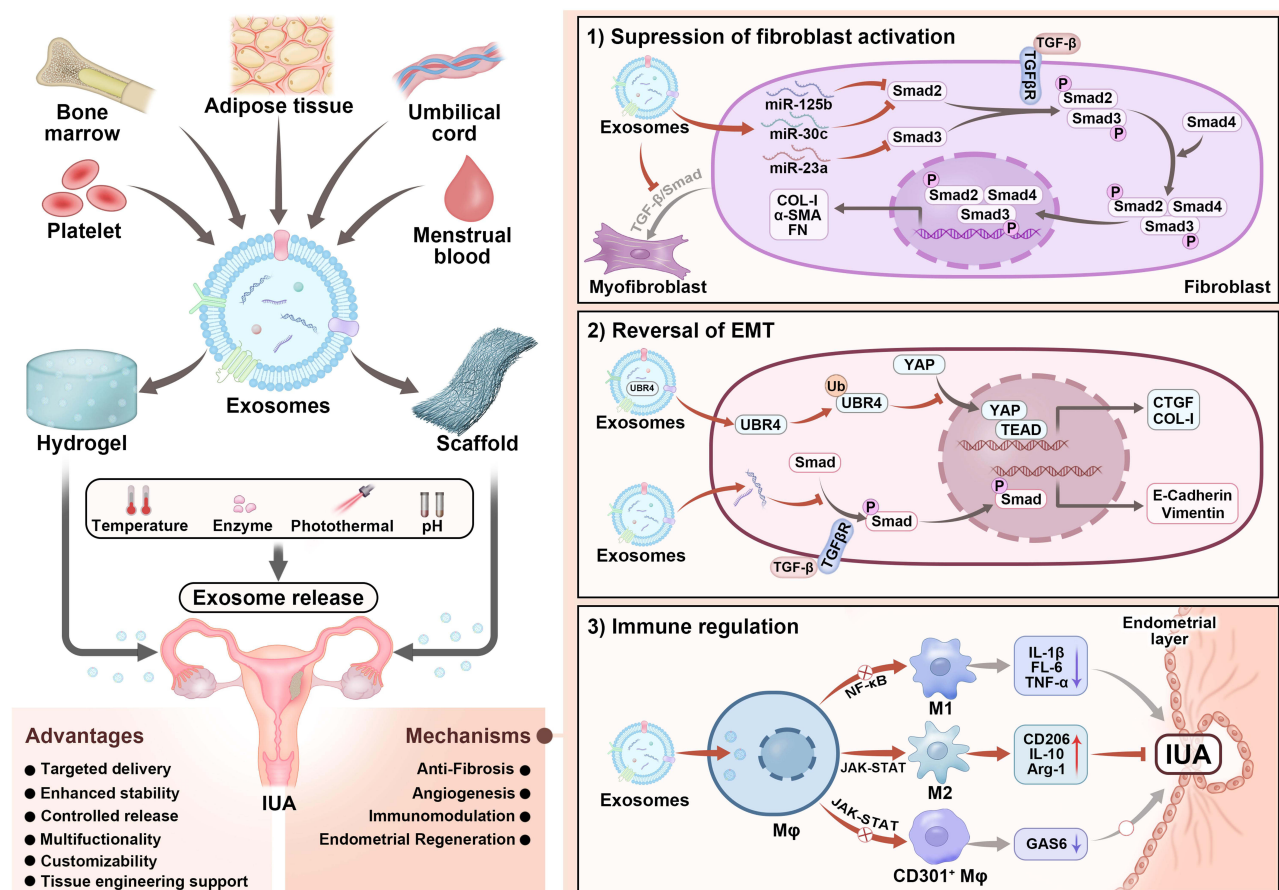 Bone
marrow
Adipose tissue
Umbilical
cord
Platelet
Menstrual
blood
Exosomes
Hydrogel
Scaffold
Temperature
Enzyme
Photothermal
pH
Exosome release
IUA
Advantages
● Targeted delivery
● Enhanced stability
● Controlled release
● Multifuctionality
● Customizability
● Tissue engineering support
Mechanisms
Anti-Fibrosis ●
Angiogenesis ●
Immunomodulation ●
Endometrial Regeneration ●
1) Supression of fibroblast activation
Exosomes
miR-125b
miR-30c
miR-23a
Smad2
Smad3
TGF-β
TGFβR
P
Smad2
Smad3
P
Smad4
P
Smad2 Smad4
Smad3
P
P
Smad2 Smad4
Smad3
P
COL-I
α-SMA
FN
TGF-β/Smad
Myofibroblast
Fibroblast
2) Reversal of EMT
UBR4
Exosomes
UBR4
Ub
UBR4
YAP
YAP
TEAD
CTGF
COL-I
Exosomes
Smad
P
Smad
TGF-β
TGFβR
P
Smad
E-Cadherin
Vimentin
3) Immune regulation
Exosomes
Mφ
NF-κB
M1
IL-1β
FL-6
TNF-α
JAK-STAT
M2
CD206
IL-10
Arg-1
JAK-STAT
CD301⁺ Mφ
GAS6
Endometrial
layer
IUA